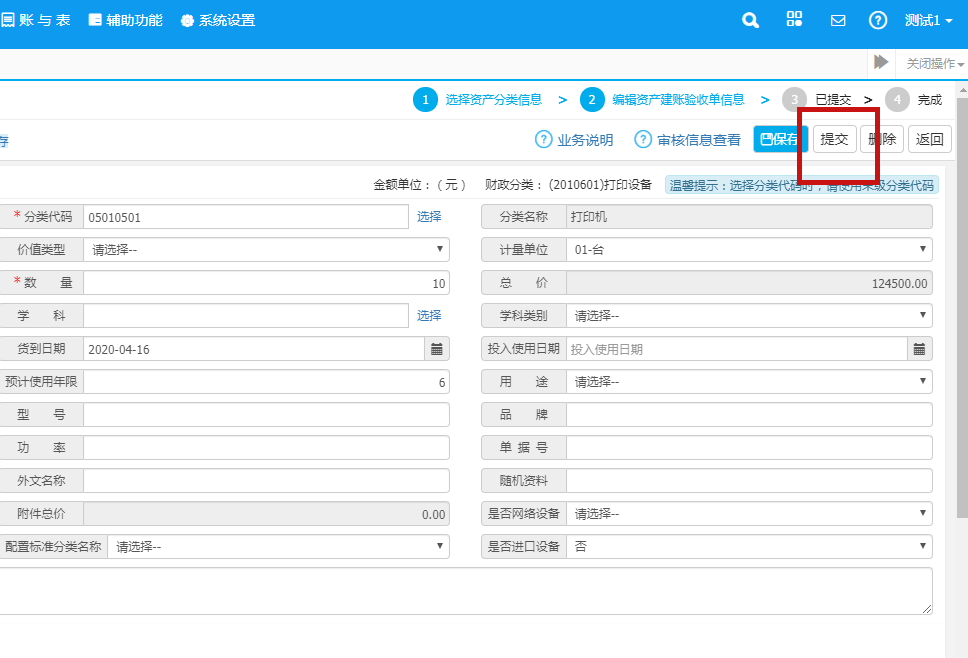 账 与 表 辅助功能 系统设置 测试1
关闭操作
1 选择资产分类信息 > 2 编辑资产建账验收单信息 > 3 已提交 > 4 完成
存 业务说明 审核信息查看 保存 提交 删除 返回
金额单位：（ 元 ） 财政分类： (2010601)打印设备 温馨提示：选择分类代码时，请使用末级分类代码
* 分类代码 05010501 选择 分类名称 打印机
价值类型 请选择-- 计量单位 01-台
* 数 量 10 总 价 124500.00
学 科 选择 学科类别 请选择--
货到日期 2020-04-16 投入使用日期 投入使用日期
预计使用年限 6 用 途 请选择--
型 号 品 牌
功 率 单 据 号
外文名称 随机资料
附件总价 0.00 是否网络设备 请选择--
配置标准分类名称 请选择-- 是否进口设备 否